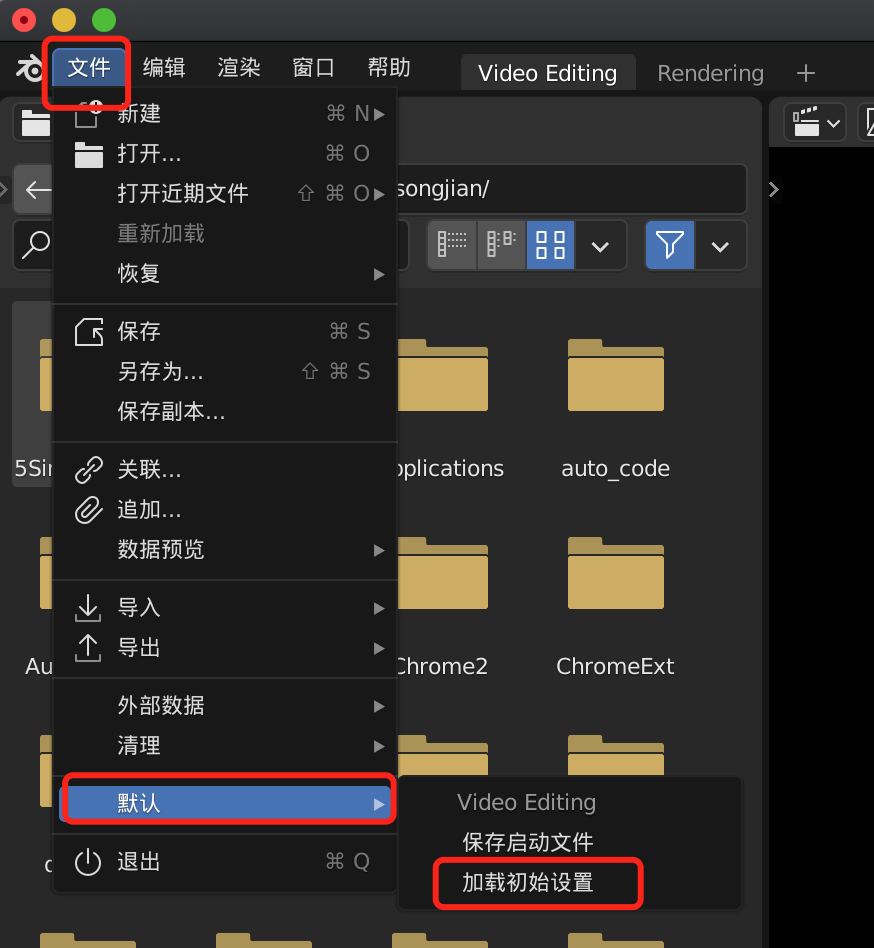 文件 编辑 渲染 窗口 帮助 Video Editing Rendering +
新建 ⌘ N
打开... ⌘ O
打开近期文件 ⇧ ⌘ O
songjian/
重新加载
恢复
保存 ⌘ S
另存为... ⇧ ⌘ S
保存副本...
关联...
5Sin
pplications
auto_code
追加...
数据预览
导入
导出
Au
Chrome2
ChromeExt
外部数据
清理
默认
Video Editing
保存启动文件
加载初始设置
退出 ⌘ Q